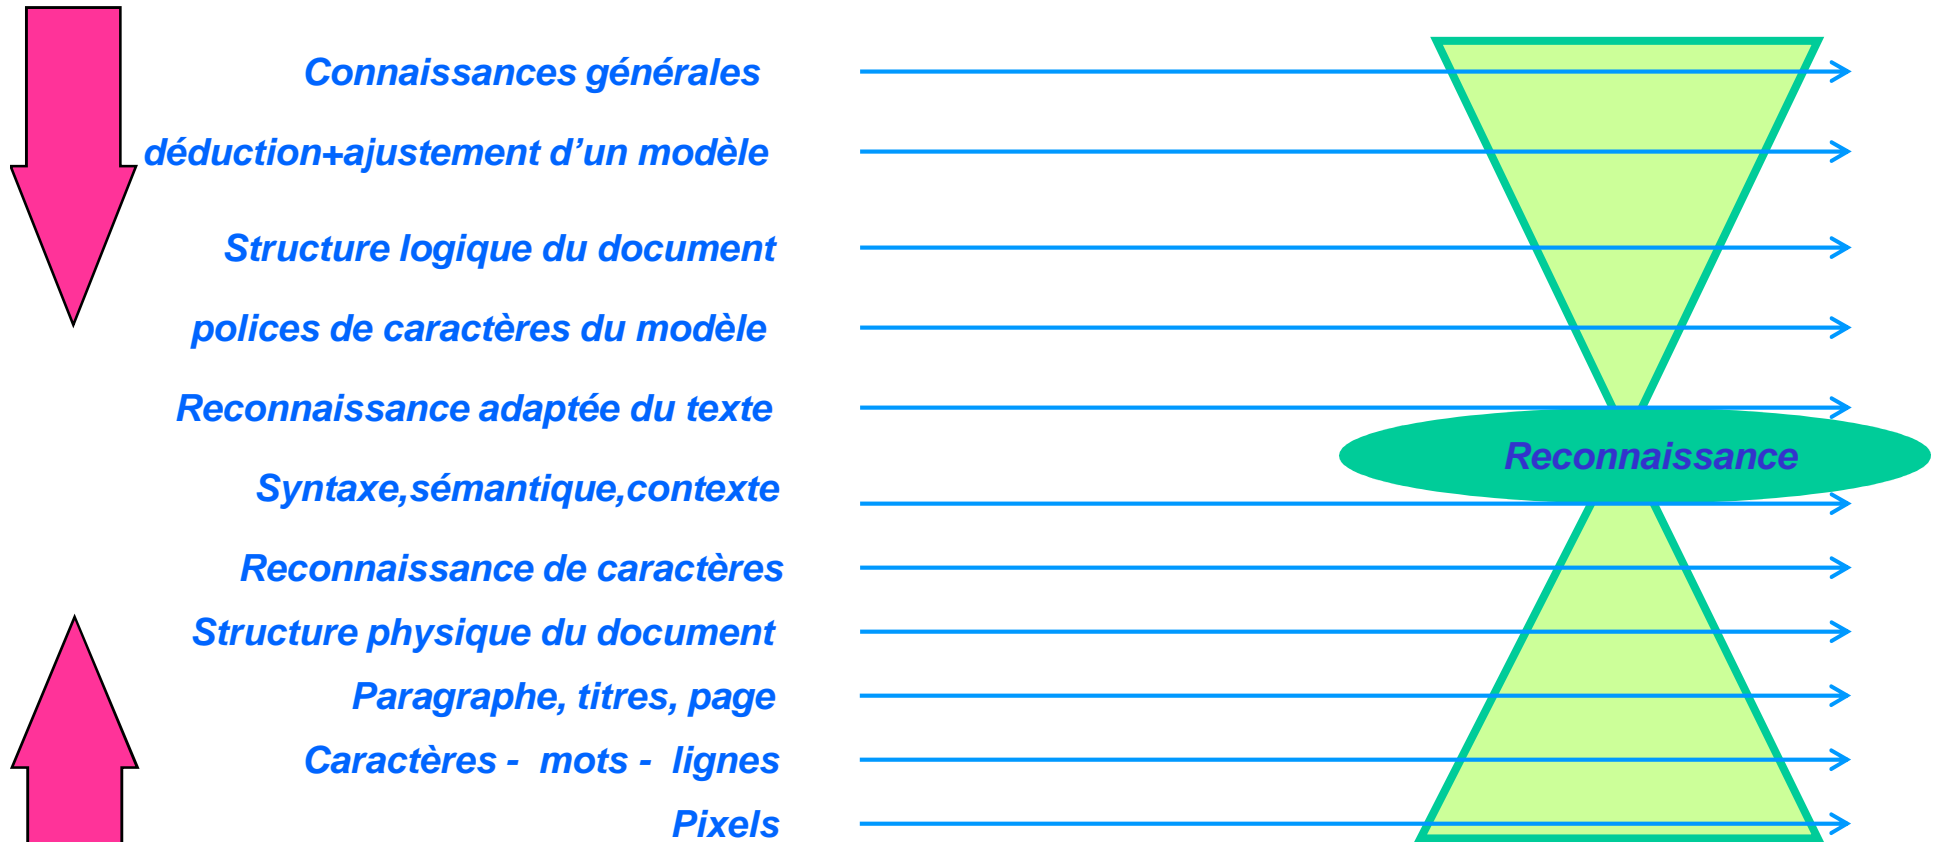 Connaissances générales
déduction+ajustement d’un modèle
Structure logique du document
polices de caractères du modèle
Reconnaissance adaptée du texte
Reconnaissance
Syntaxe,sémantique,contexte
Reconnaissance de caractères
Structure physique du document
Paragraphe, titres, page
Caractères - mots - lignes
Pixels